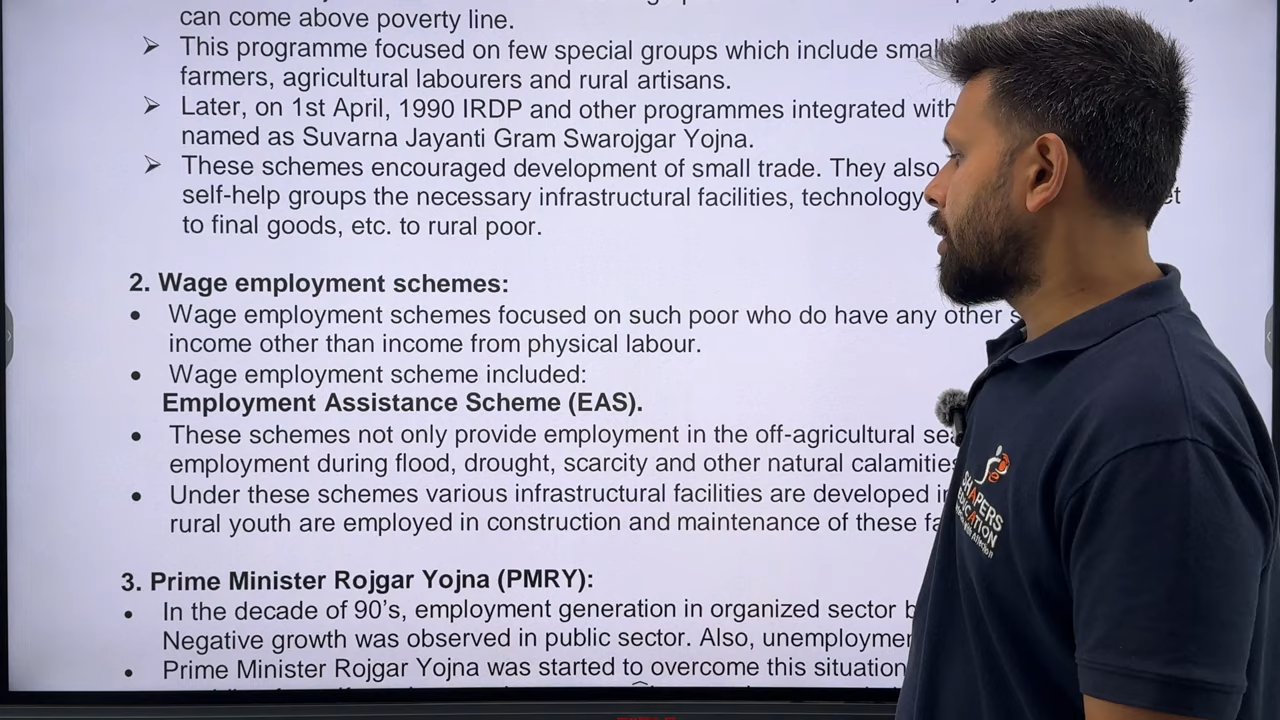 can come above poverty line.
➢ This programme focused on few special groups which include small
farmers, agricultural labourers and rural artisans.
➢ Later, on 1st April, 1990 IRDP and other programmes integrated with
named as Suvarna Jayanti Gram Swarojgar Yojna.
➢ These schemes encouraged development of small trade. They also
self-help groups the necessary infrastructural facilities, technology
to final goods, etc. to rural poor.
2. Wage employment schemes:
• Wage employment schemes focused on such poor who do have any other
income other than income from physical labour.
• Wage employment scheme included:
Employment Assistance Scheme (EAS).
• These schemes not only provide employment in the off-agricultural
employment during flood, drought, scarcity and other natural calamities
• Under these schemes various infrastructural facilities are developed
rural youth are employed in construction and maintenance of these
3. Prime Minister Rojgar Yojna (PMRY):
• In the decade of 90's, employment generation in organized sector
Negative growth was observed in public sector. Also,
• Prime Minister Rojgar Yojna was started to overcome this situation
SHAPERS
EDUCATION